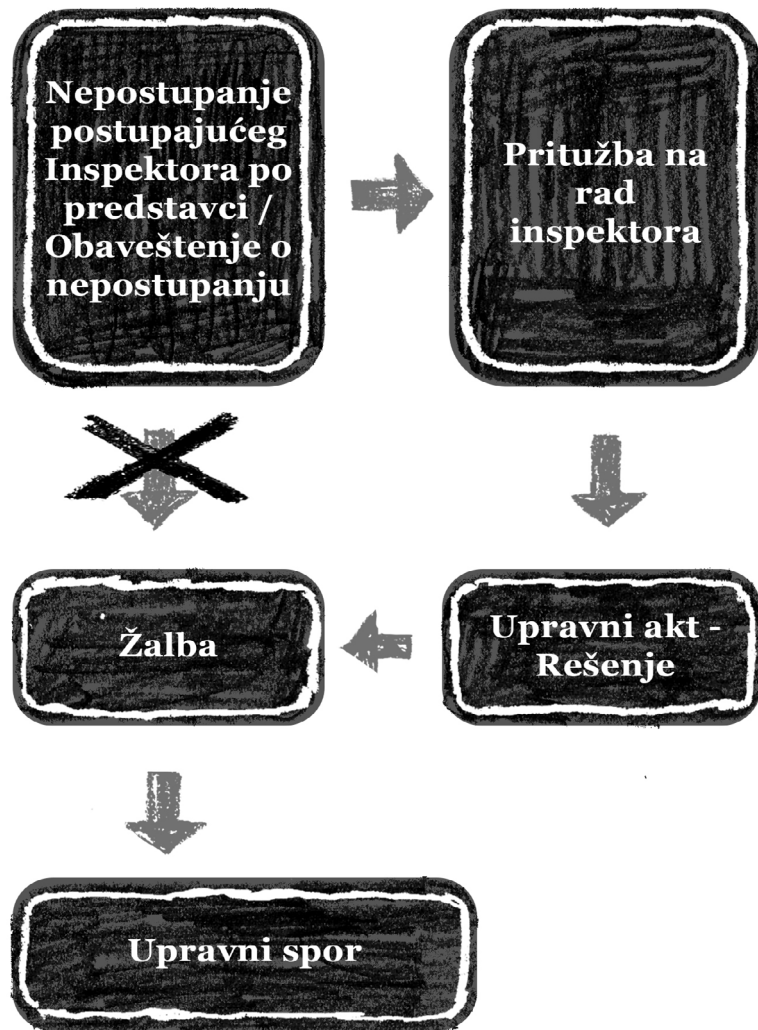 Nepostupanje
postupajućeg
Inspektora po
predstavci /
Obaveštenje o
nepostupanju
Pritužba na
rad
inspektora
Žalba
Upravni akt -
Rešenje
Upravni spor